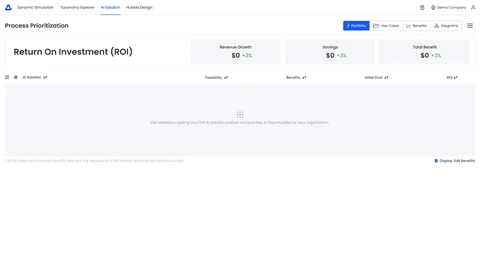 Dynamic Simulation Taxonomy Explorer AI Solution Hubble Design Demo Company
Process Prioritization Portfolio Use Cases Benefits Diagrams
Return On Investment (ROI)
Revenue Growth Savings Total Benefit
$0 +3% $0 +3% $0 +3%
# AI Solution Feasibility Benefits Initial Cost ROI
Get started by adding your first AI Solution analyze and prioritize AI Opportunities for your organization.
Display Soft Benefits